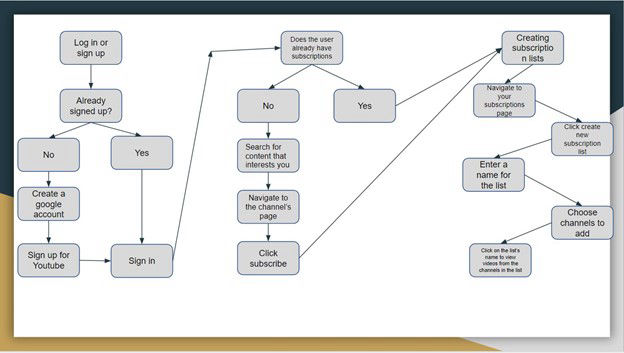 Log in or
sign up
Already
signed up?
No
Yes
Create a
google
account
Sign up for
Youtube
Sign in
Does the user
already have
subscriptions
No
Yes
Search for
content that
interests you
Navigate to
the channel's
page
Click
subscribe
Creating
subscriptio
n lists
Navigate to
your
subscriptions
page
Click create
new
subscription
list
Enter a
name for
the list
Choose
channels to
add
Click on the list's
name to view
videos from the
channels in the list